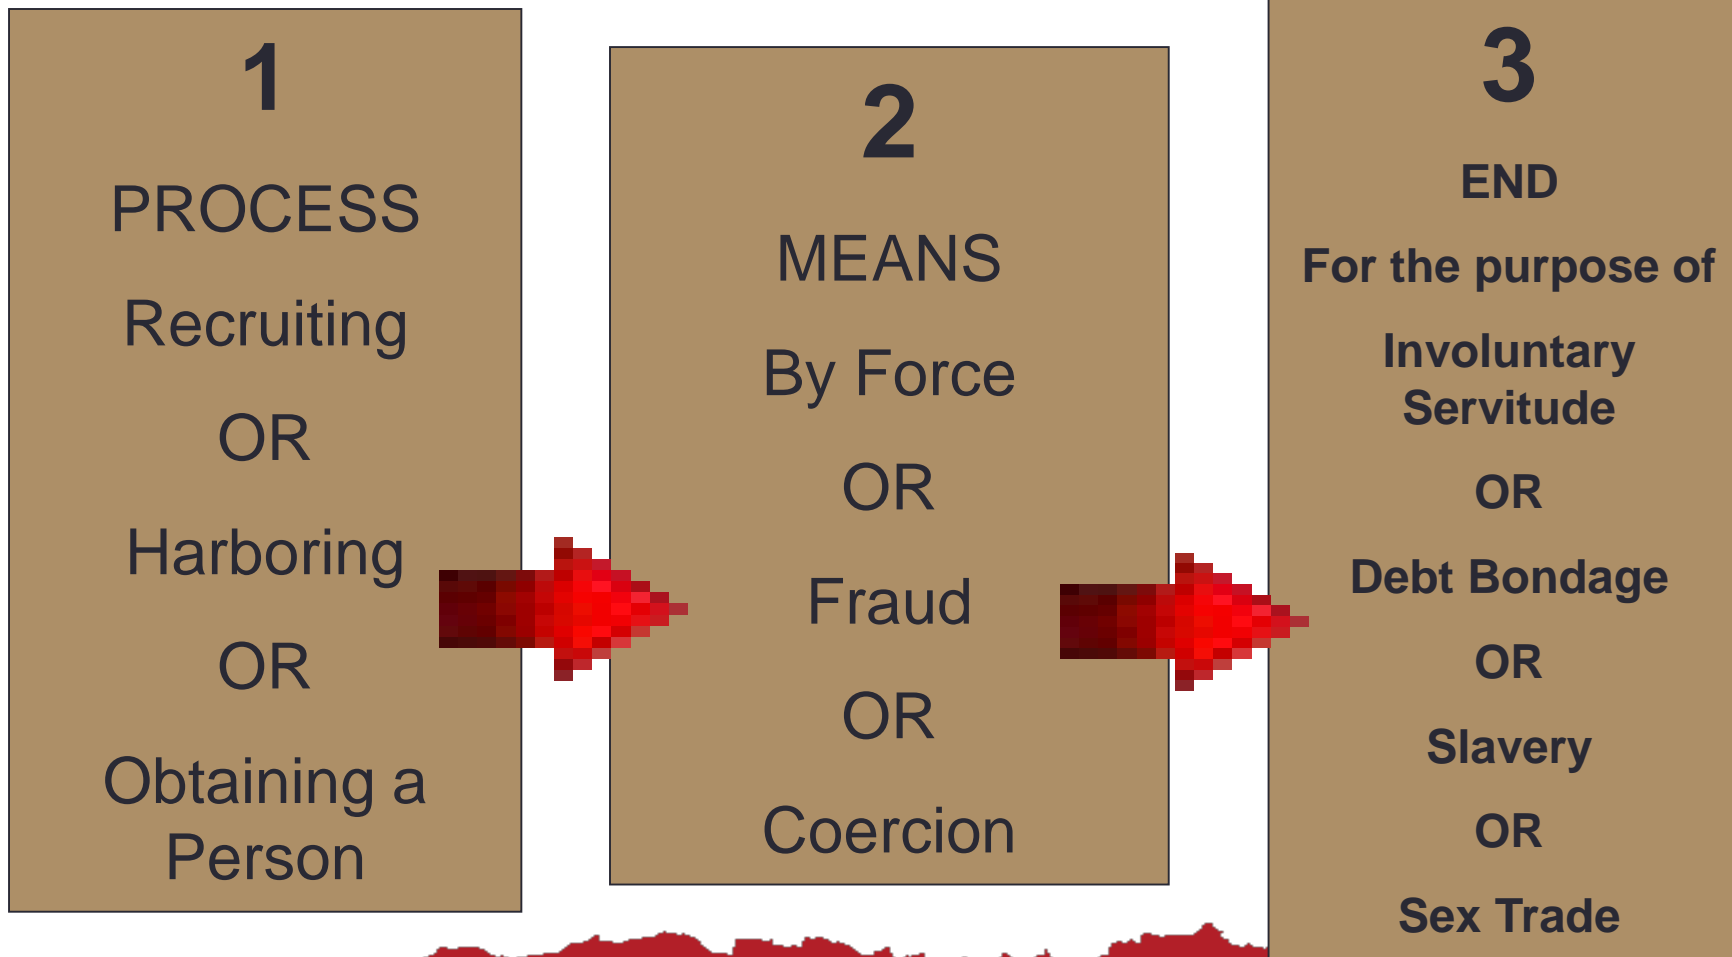 1
PROCESS
Recruiting
OR
Harboring
OR
Obtaining a
Person
2
MEANS
By Force
OR
Fraud
OR
Coercion
3
END
For the purpose of
Involuntary
Servitude
OR
Debt Bondage
OR
Slavery
OR
Sex Trade